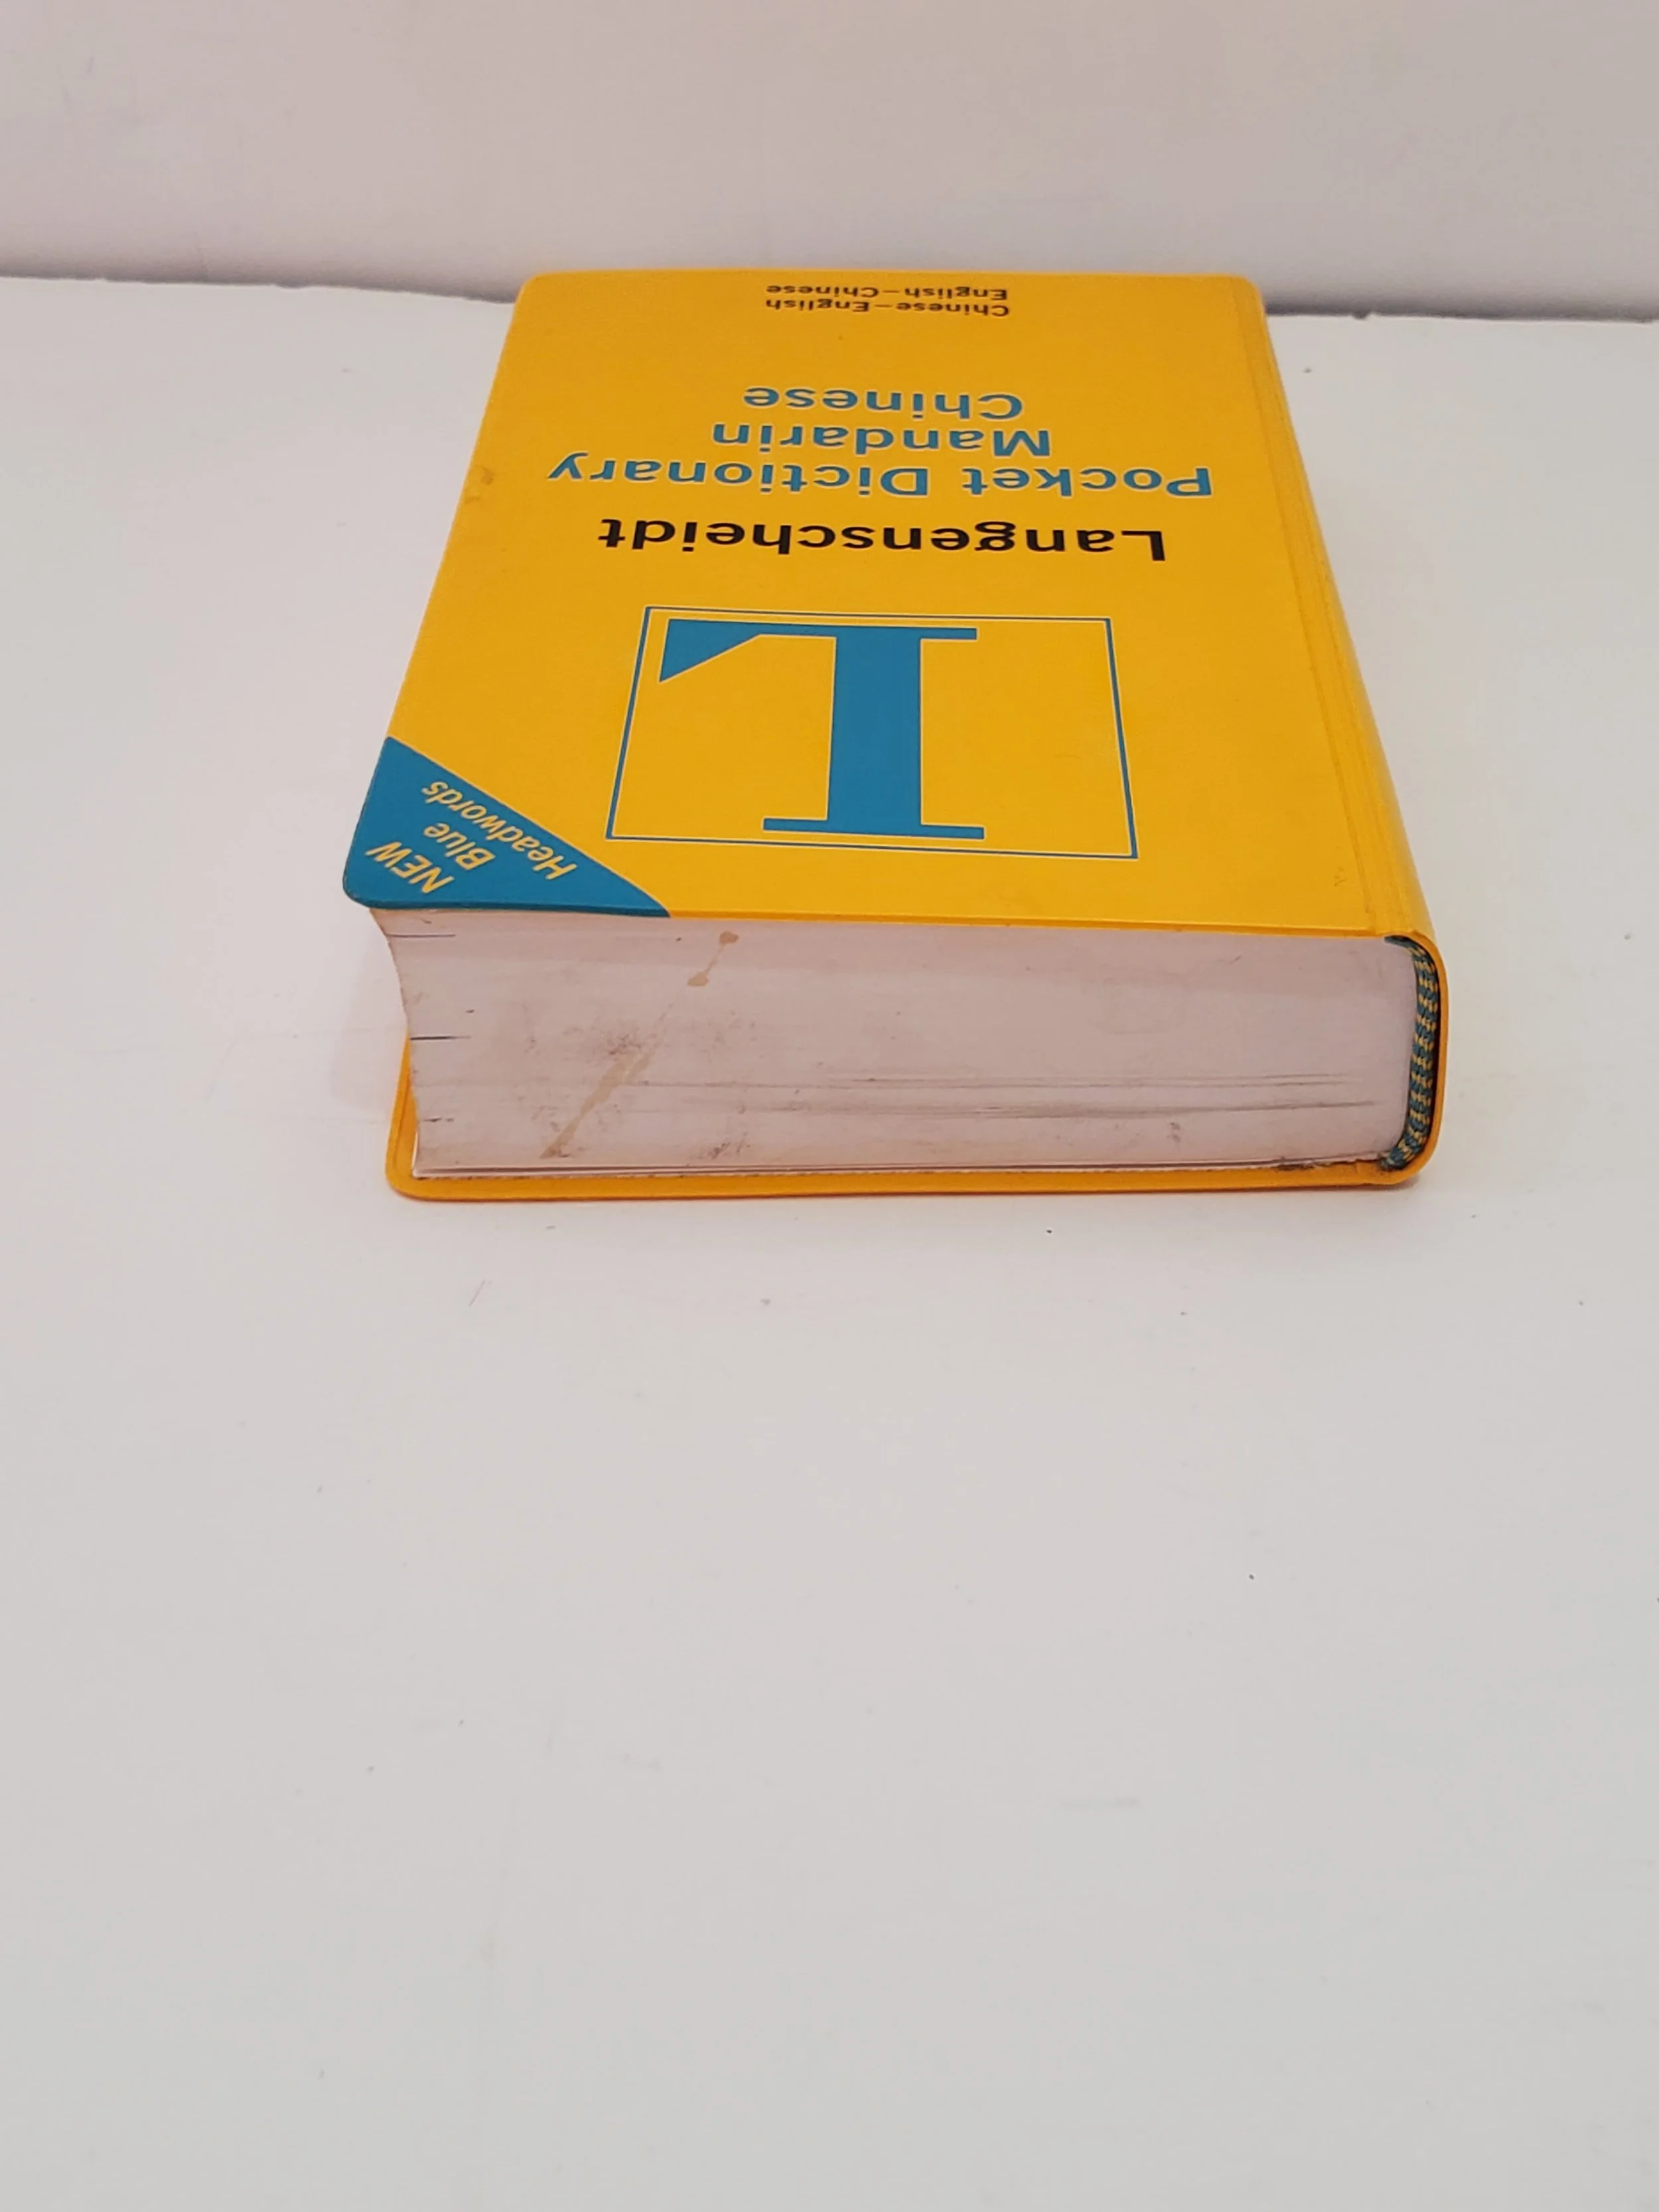 NEW
Blue
Headwords
L
Langenscheidt
Pocket Dictionary
Mandarin
Chinese
Chinese–English
English–Chinese